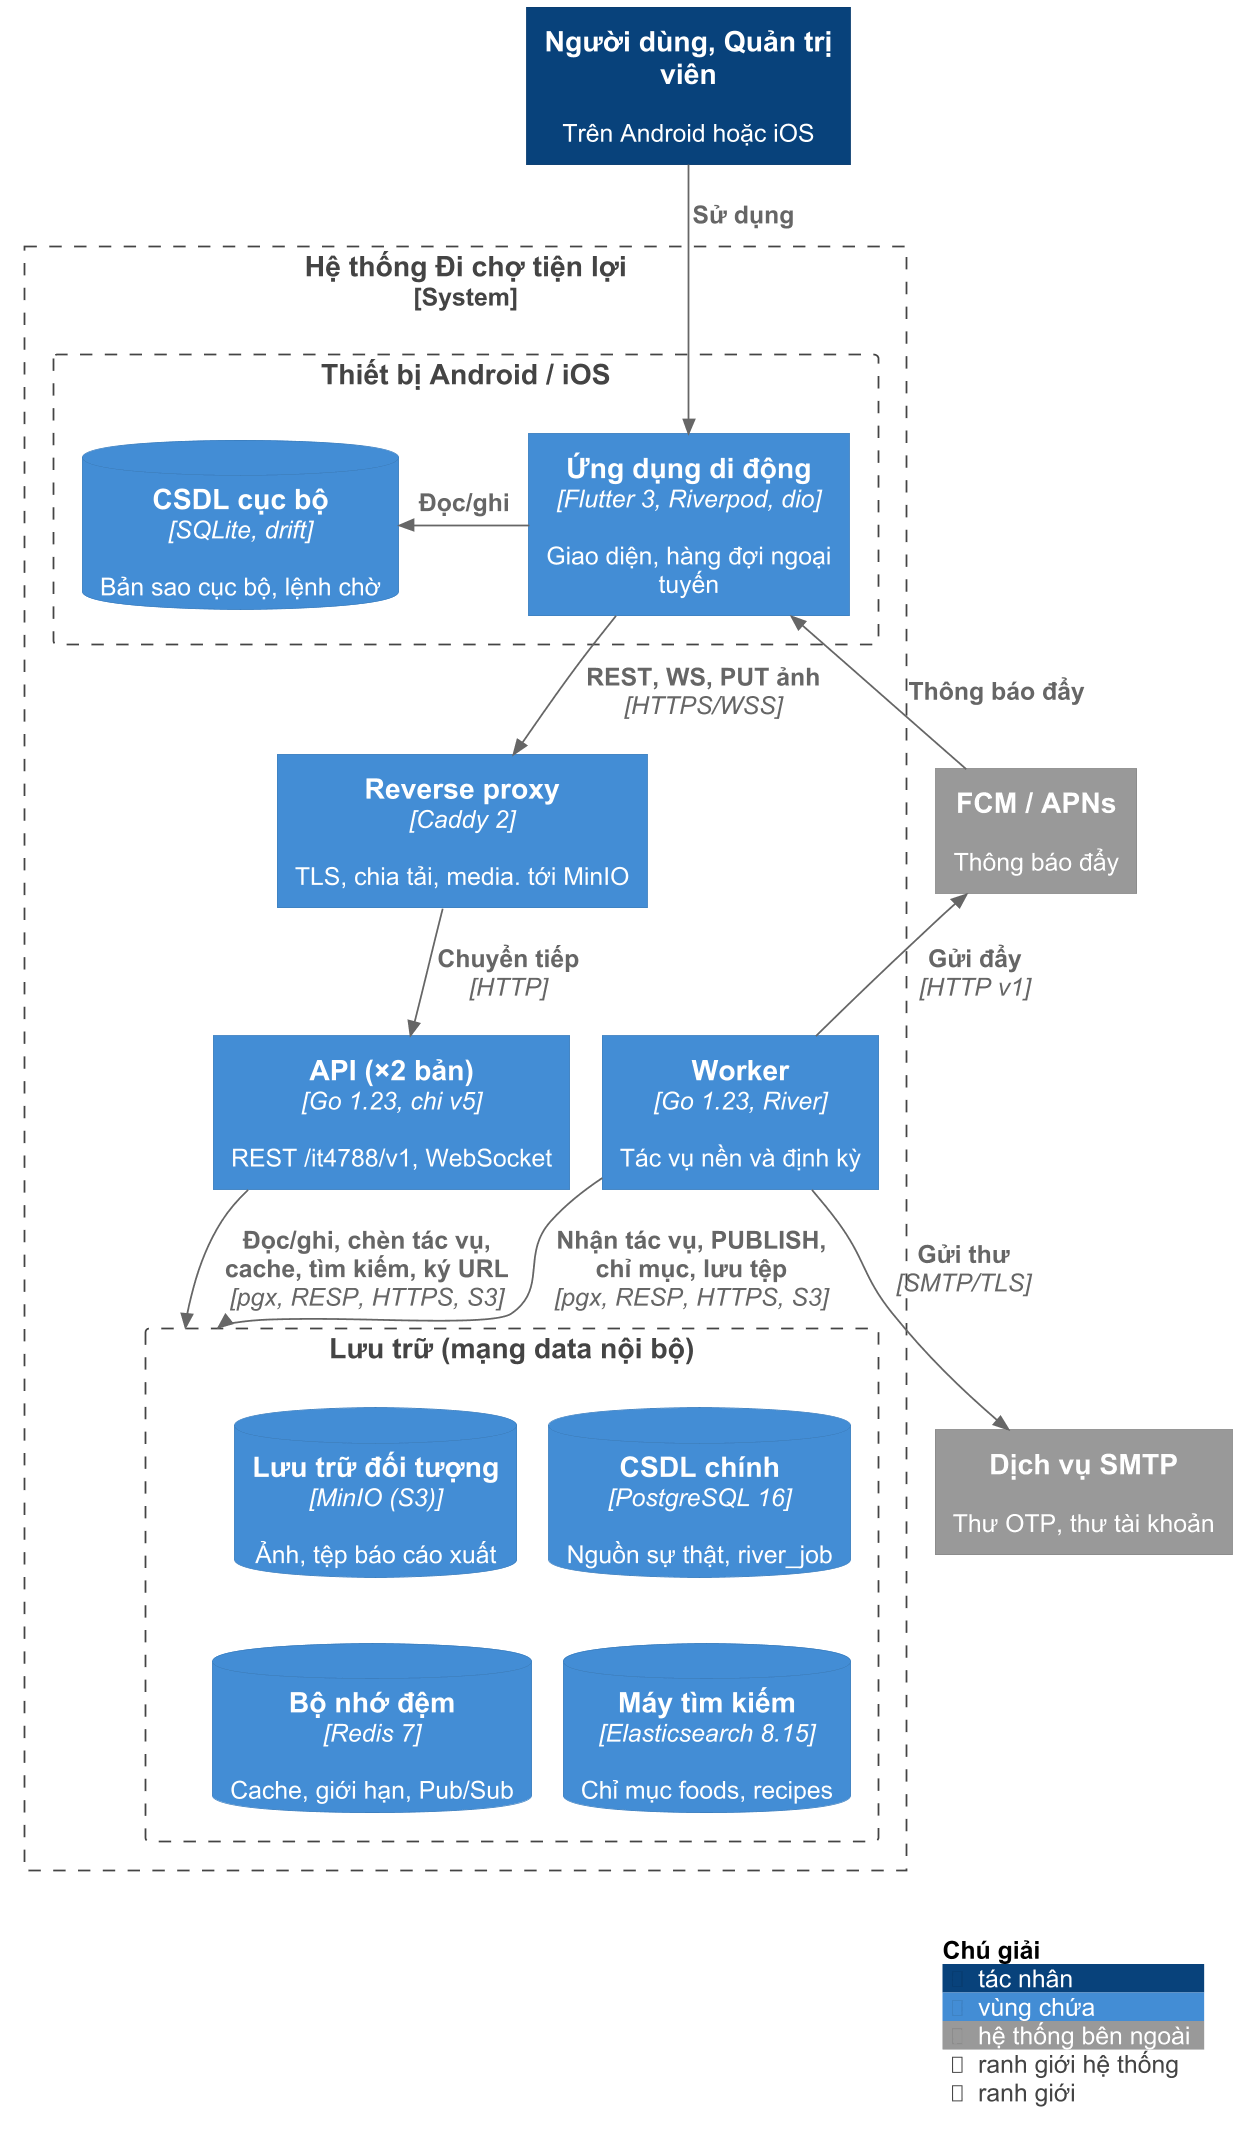 Người dùng, Quản trị
viên
Trên Android hoặc iOS
Sử dụng
Hệ thống Đi chợ tiện lợi
[System]
Thiết bị Android / iOS
CSDL cục bộ
[SQLite, drift]
Bản sao cục bộ, lệnh chờ
Đọc/ghi
Ứng dụng di động
[Flutter 3, Riverpod, dio]
Giao diện, hàng đợi ngoại
tuyến
REST, WS, PUT ảnh
[HTTPS/WSS]
Thông báo đẩy
Reverse proxy
[Caddy 2]
TLS, chia tải, media. tới MinIO
FCM / APNs
Thông báo đẩy
Chuyển tiếp
[HTTP]
Gửi đẩy
[HTTP v1]
API (×2 bản)
[Go 1.23, chi v5]
REST /it4788/v1, WebSocket
Worker
[Go 1.23, River]
Tác vụ nền và định kỳ
Đọc/ghi, chèn tác vụ,
cache, tìm kiếm, ký URL
[pgx, RESP, HTTPS, S3]
Nhận tác vụ, PUBLISH,
chỉ mục, lưu tệp
[pgx, RESP, HTTPS, S3]
Gửi thư
[SMTP/TLS]
Lưu trữ (mạng data nội bộ)
Lưu trữ đối tượng
[MinIO (S3)]
Ảnh, tệp báo cáo xuất
CSDL chính
[PostgreSQL 16]
Nguồn sự thật, river_job
Dịch vụ SMTP
Thư OTP, thư tài khoản
Bộ nhớ đệm
[Redis 7]
Cache, giới hạn, Pub/Sub
Máy tìm kiếm
[Elasticsearch 8.15]
Chỉ mục foods, recipes
Chú giải
tác nhân
vùng chứa
hệ thống bên ngoài
ranh giới hệ thống
ranh giới